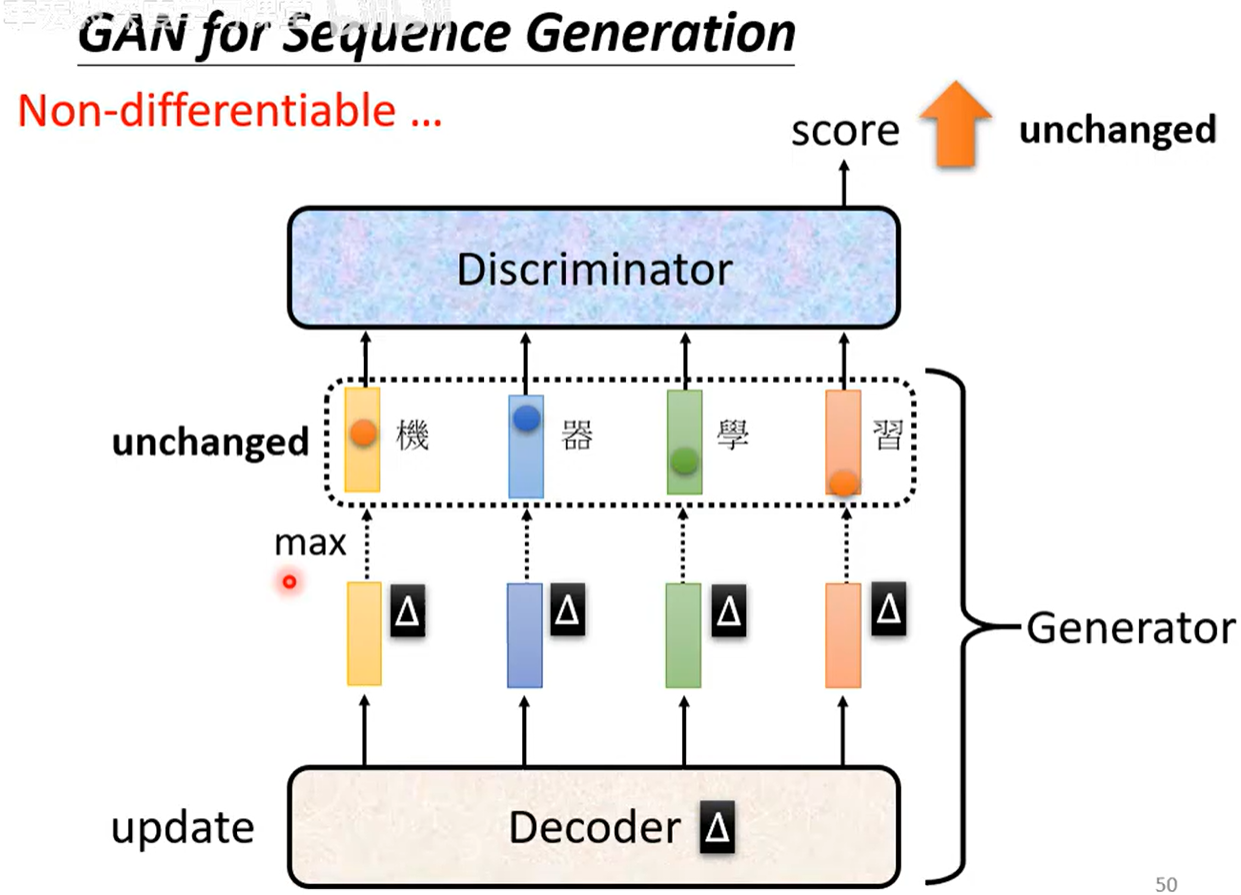 GAN for Sequence Generation
Non-differentiable ...
score
unchanged
Discriminator
unchanged
機
器
學
習
max
Δ
Δ
Δ
Δ
Generator
update
Decoder Δ
50